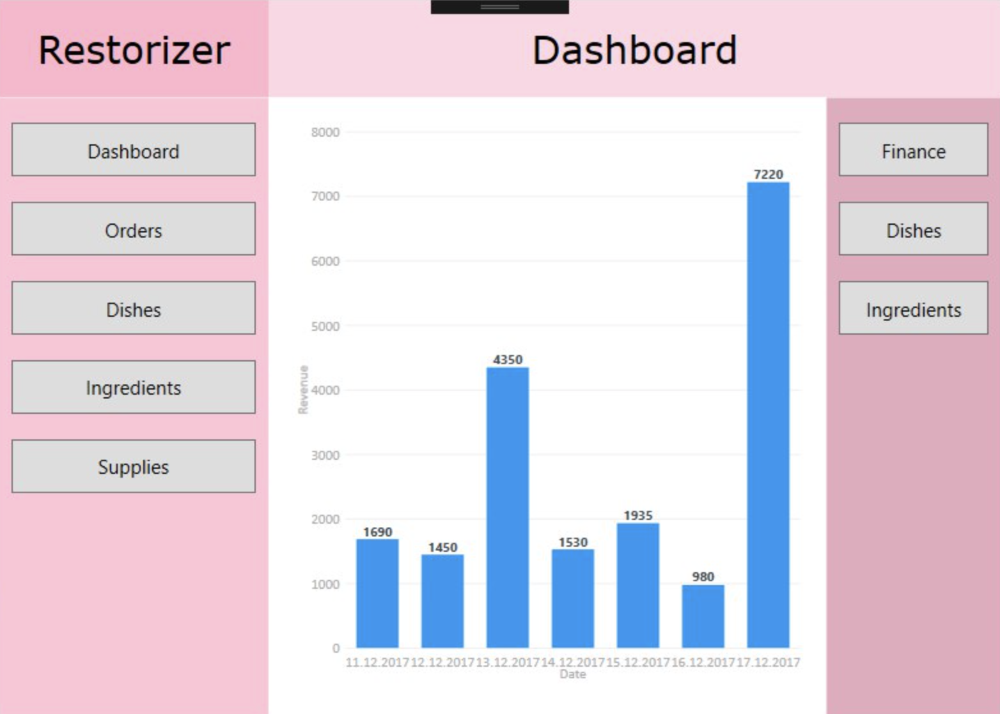 Restorizer
Dashboard
Dashboard
Orders
Dishes
Ingredients
Supplies
8000
7000
6000
5000
4000
3000
2000
1000
0
Revenue
1690
1450
4350
1530
1935
980
7220
11.12.2017 12.12.2017 13.12.2017 14.12.2017 15.12.2017 16.12.2017 17.12.2017
Date
Finance
Dishes
Ingredients